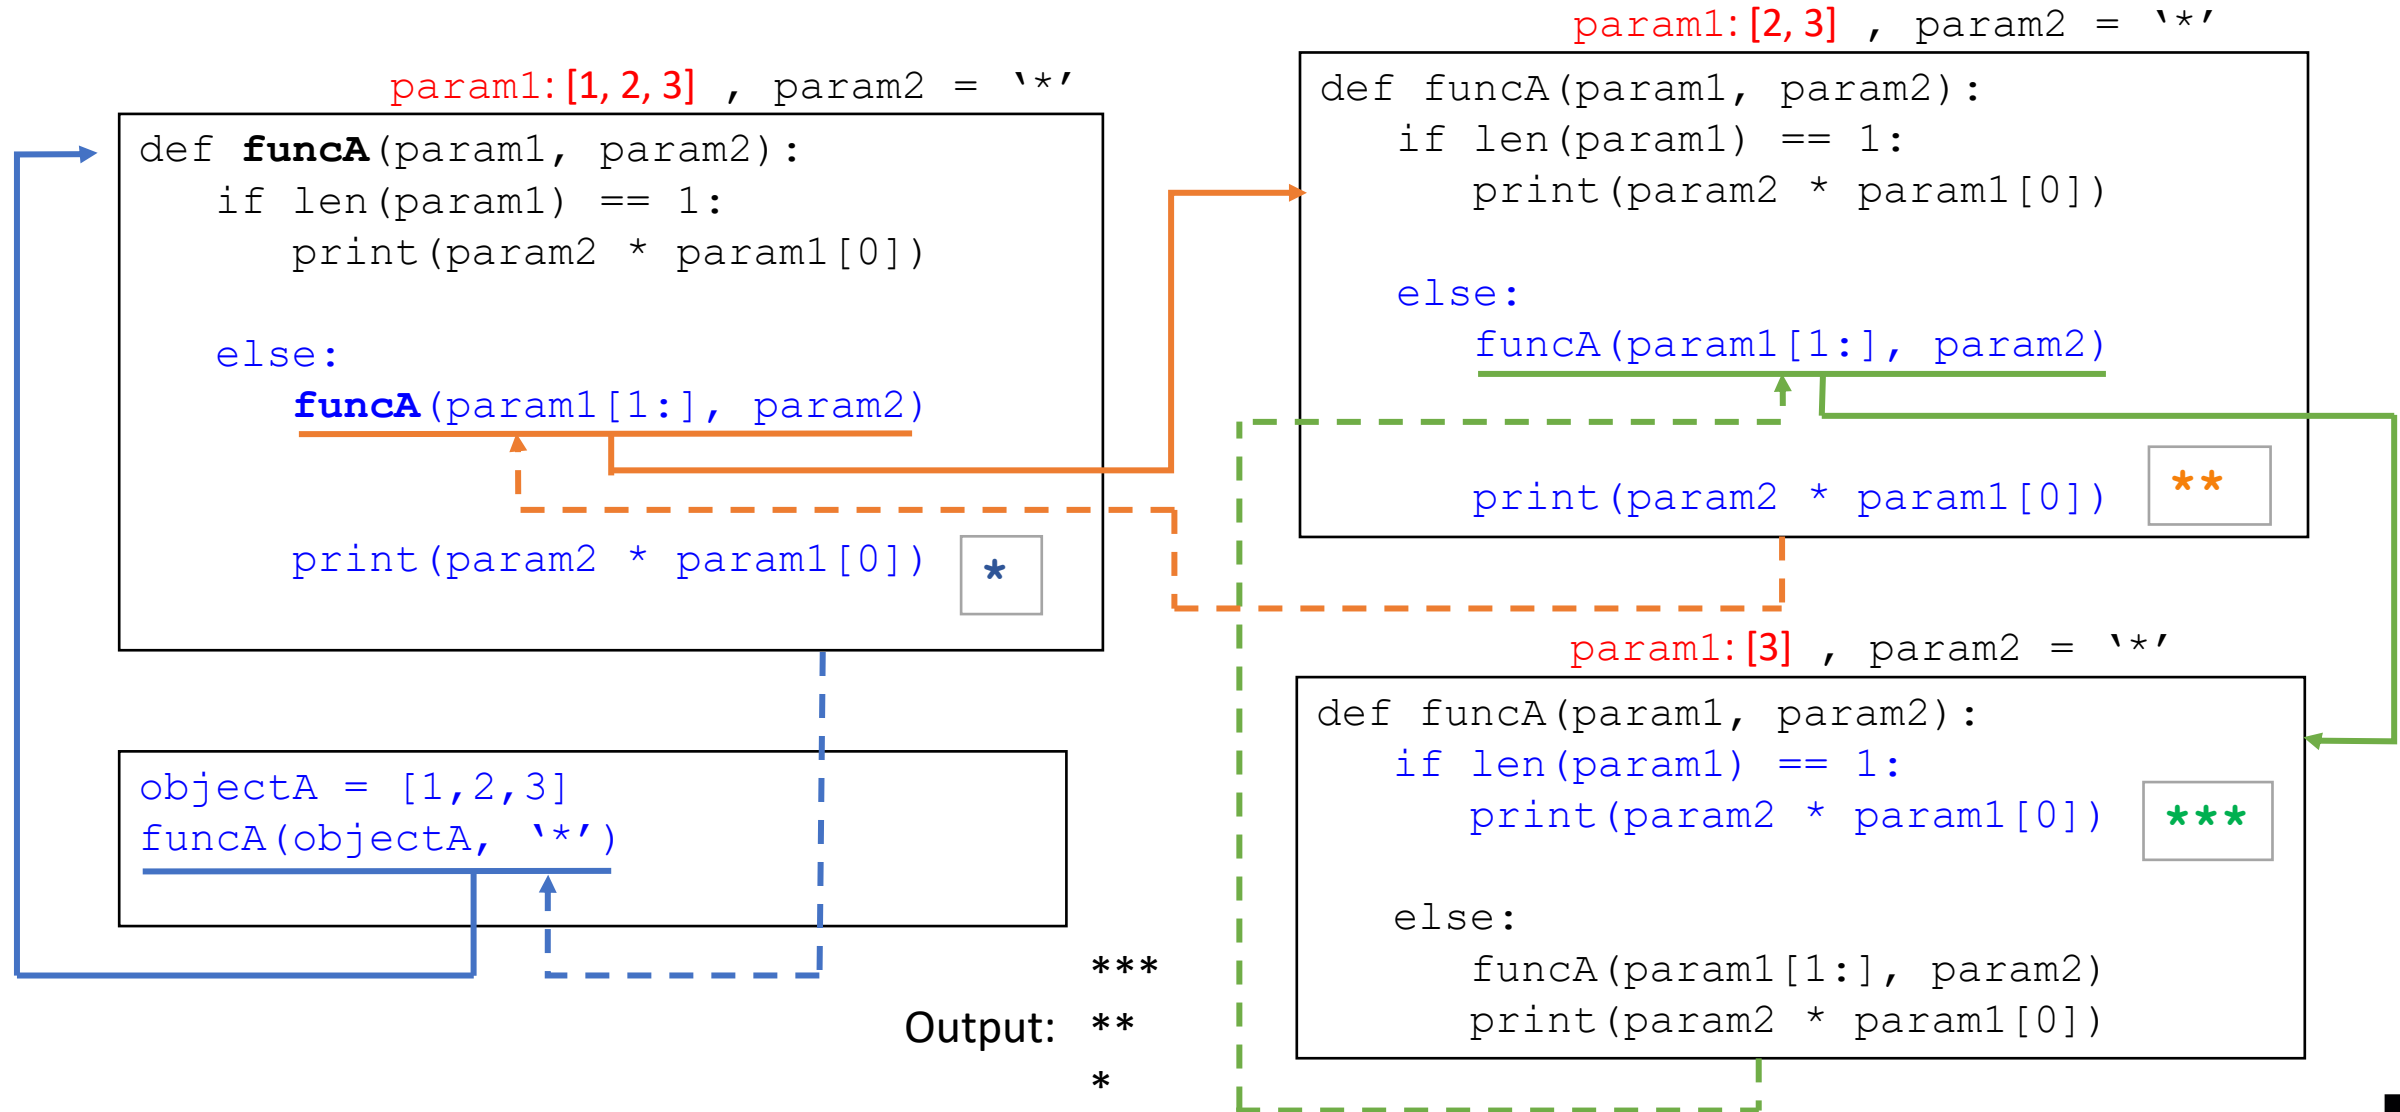 param1: [1, 2, 3] , param2 = ‘*’
def funcA(param1, param2):
if len(param1) == 1:
print(param2 * param1[0])
else:
funcA(param1[1:], param2)
print(param2 * param1[0])
*
objectA = [1,2,3]
funcA(objectA, ‘*’)
param1: [2, 3] , param2 = ‘*’
def funcA(param1, param2):
if len(param1) == 1:
print(param2 * param1[0])
else:
funcA(param1[1:], param2)
print(param2 * param1[0])
**
param1: [3] , param2 = ‘*’
def funcA(param1, param2):
if len(param1) == 1:
print(param2 * param1[0])
***
else:
funcA(param1[1:], param2)
print(param2 * param1[0])
***
Output: **
*